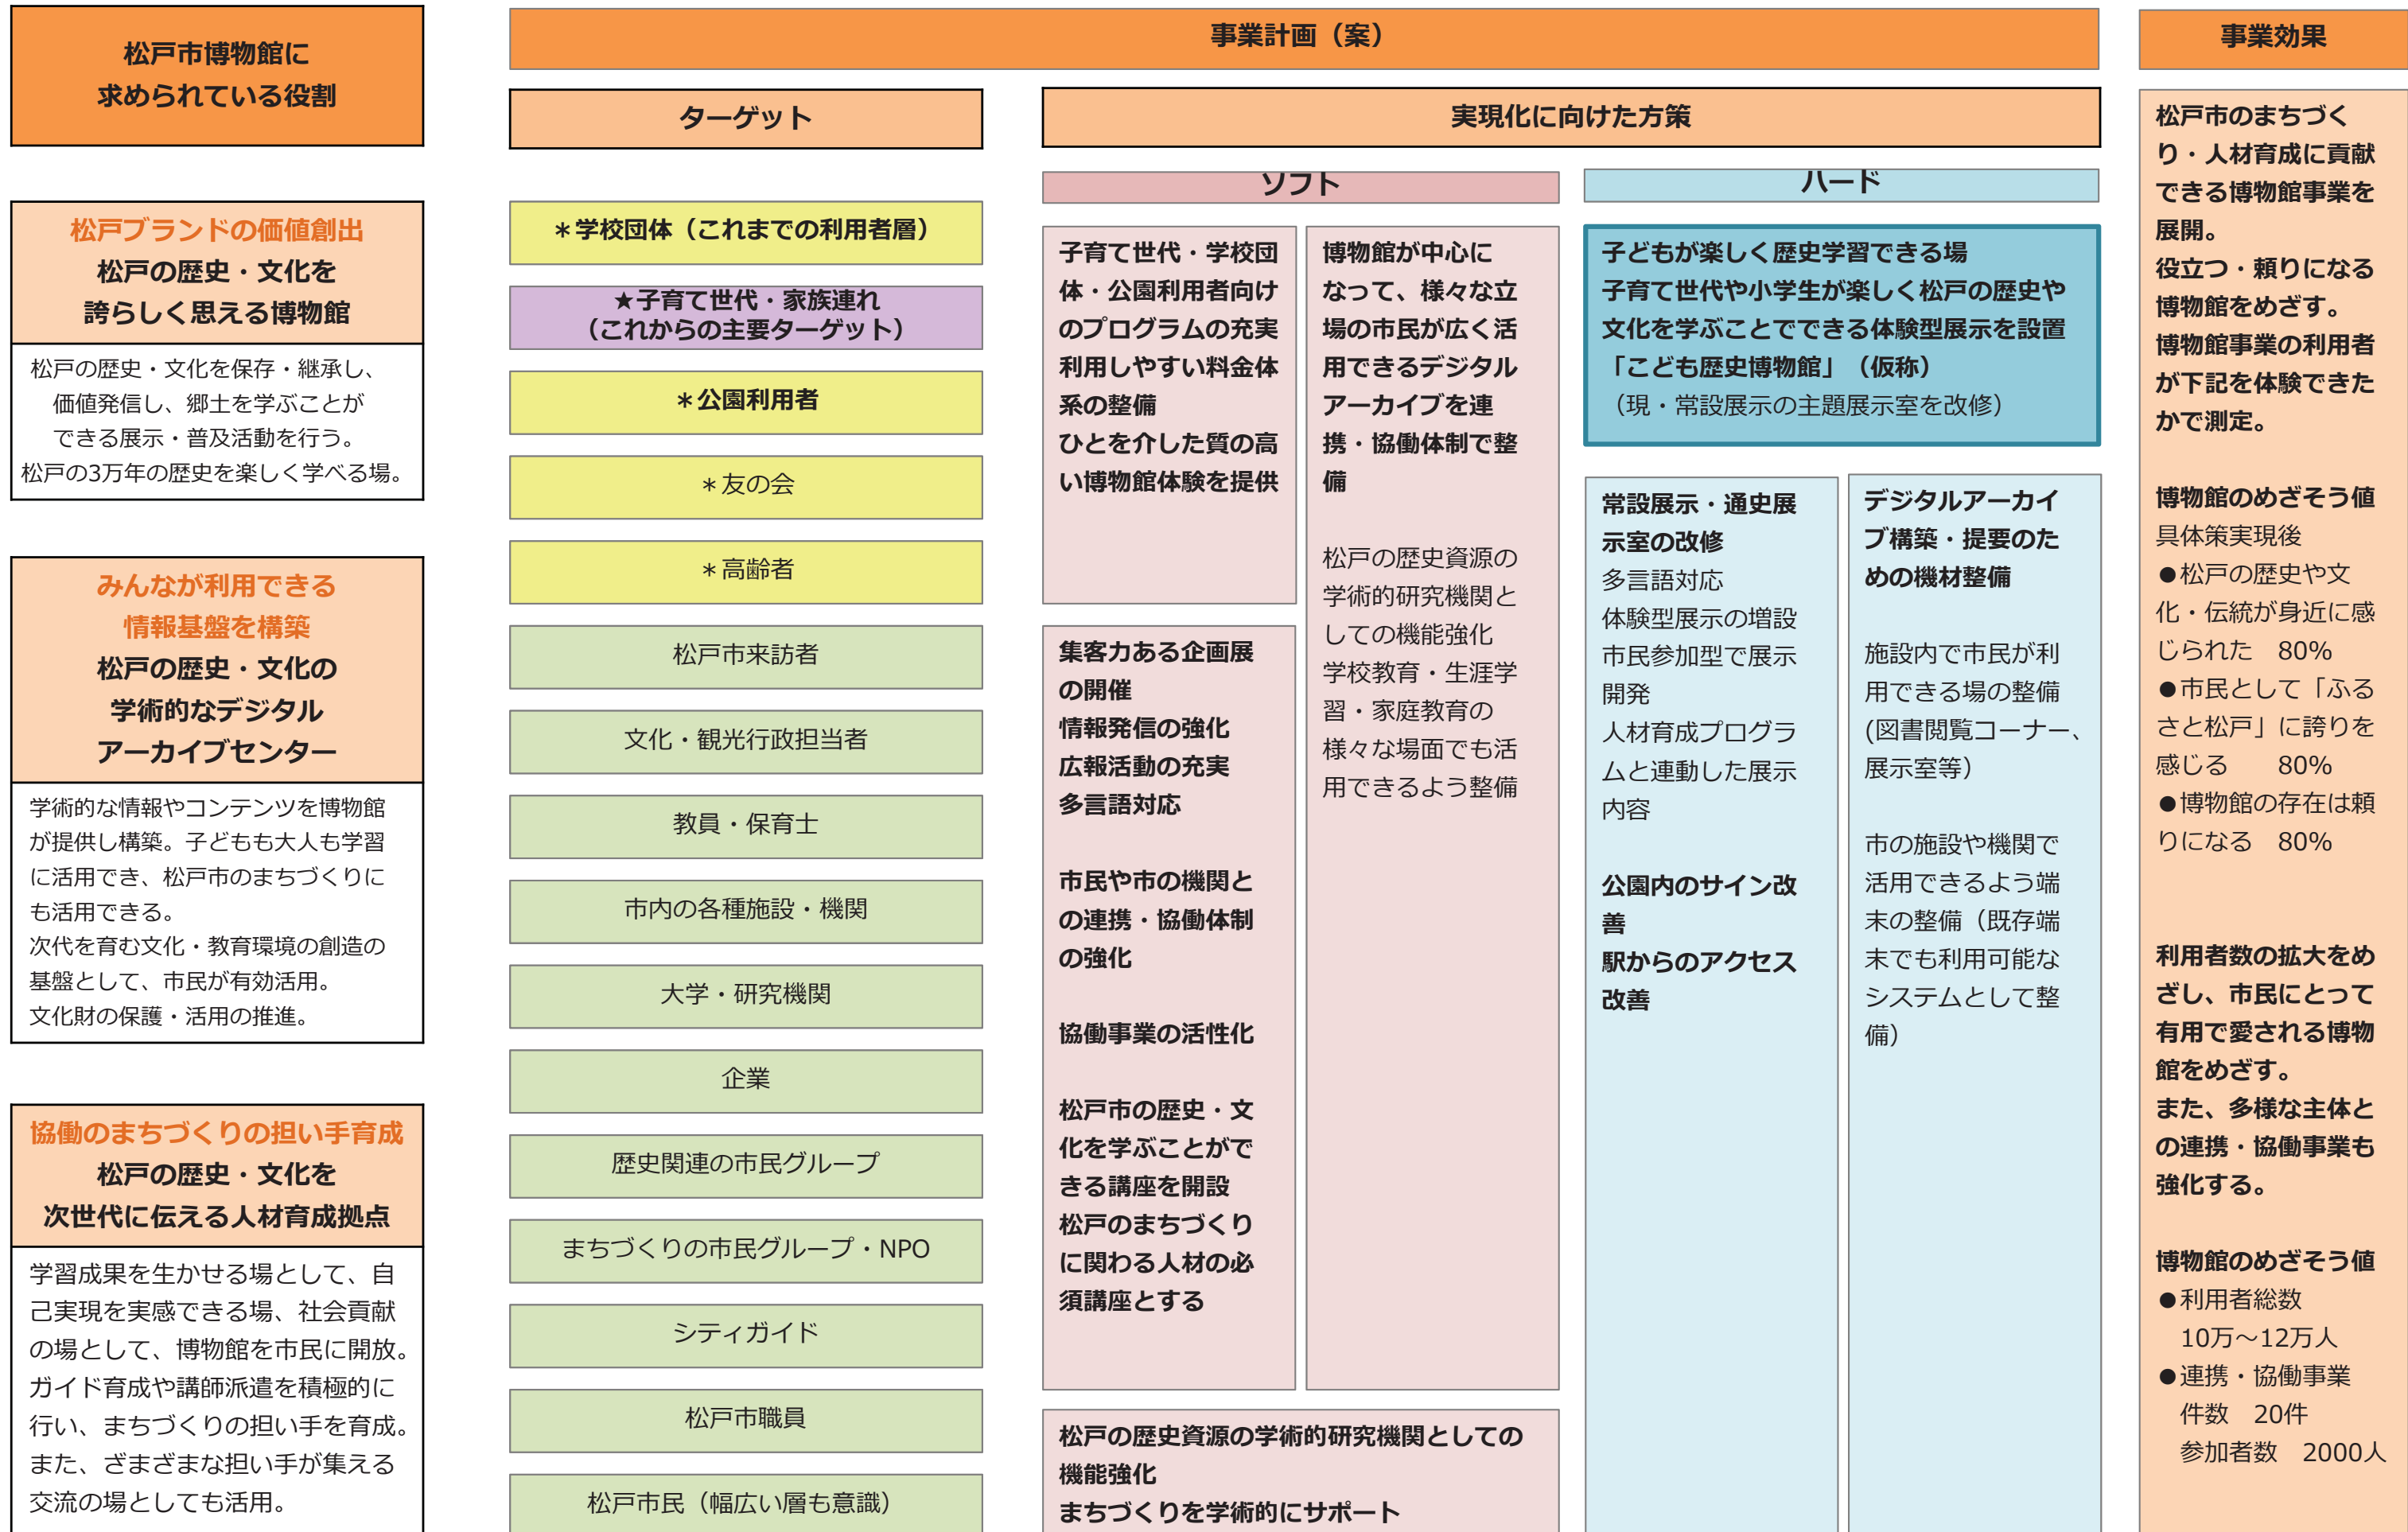 松戸市博物館に
求められている役割
松戸ブランドの価値創出
松戸の歴史・文化を
誇らしく思える博物館
松戸の歴史・文化を保存・継承し、
価値発信し、郷土を学ぶことが
できる展示・普及活動を行う。
松戸の3万年の歴史を楽しく学べる場。
みんなが利用できる
情報基盤を構築
松戸の歴史・文化の
学術的なデジタル
アーカイブセンター
学術的な情報やコンテンツを博物館
が提供し構築。子どもも大人も学習
に活用でき、松戸市のまちづくりに
も活用できる。
次代を育む文化・教育環境の創造の
基盤として、市民が有効活用。
文化財の保護・活用の推進。
協働のまちづくりの担い手育成
松戸の歴史・文化を
次世代に伝える人材育成拠点
学習成果を生かせる場として、自
己実現を実感できる場、社会貢献
の場として、博物館を市民に開放。
ガイド育成や講師派遣を積極的に
行い、まちづくりの担い手を育成。
また、ざまざまな担い手が集える
交流の場としても活用。
事業計画（案）
ターゲット
＊学校団体（これまでの利用者層）
★子育て世代・家族連れ
（これからの主要ターゲット）
＊公園利用者
＊友の会
＊高齢者
松戸市来訪者
文化・観光行政担当者
教員・保育士
市内の各種施設・機関
大学・研究機関
企業
歴史関連の市民グループ
まちづくりの市民グループ・NPO
シティガイド
松戸市職員
松戸市民（幅広い層も意識）
実現化に向けた方策
ソフト
子育て世代・学校団
体・公園利用者向け
のプログラムの充実
利用しやすい料金体
系の整備
ひとを介した質の高
い博物館体験を提供
集客力ある企画展
の開催
情報発信の強化
広報活動の充実
多言語対応
市民や市の機関と
の連携・協働体制
の強化
協働事業の活性化
松戸市の歴史・文
化を学ぶことがで
きる講座を開設
松戸のまちづくり
に関わる人材の必
須講座とする
博物館が中心に
なって、様々な立
場の市民が広く活
用できるデジタル
アーカイブを連
携・協働体制で整
備
松戸の歴史資源の
学術的研究機関と
しての機能強化
学校教育・生涯学
習・家庭教育の
様々な場面でも活
用できるよう整備
松戸の歴史資源の学術的研究機関としての
機能強化
まちづくりを学術的にサポート
ハード
子どもが楽しく歴史学習できる場
子育て世代や小学生が楽しく松戸の歴史や
文化を学ぶことでできる体験型展示を設置
「こども歴史博物館」（仮称）
（現・常設展示の主題展示室を改修）
常設展示・通史展
示室の改修
多言語対応
体験型展示の増設
市民参加型で展示
開発
人材育成プログラ
ムと連動した展示
内容
公園内のサイン改
善
駅からのアクセス
改善
デジタルアーカイ
ブ構築・提要のた
めの機材整備
施設内で市民が利
用できる場の整備
(図書閲覧コーナー、
展示室等）
市の施設や機関で
活用できるよう端
末の整備（既存端
末でも利用可能な
システムとして整
備）
事業効果
松戸市のまちづく
り・人材育成に貢献
できる博物館事業を
展開。
役立つ・頼りになる
博物館をめざす。
博物館事業の利用者
が下記を体験できた
かで測定。
博物館のめざそう値
具体策実現後
●松戸の歴史や文
化・伝統が身近に感
じられた　80%
●市民として「ふる
さと松戸」に誇りを
感じる　　80%
●博物館の存在は頼
りになる　80%
利用者数の拡大をめ
ざし、市民にとって
有用で愛される博物
館をめざす。
また、多様な主体と
の連携・協働事業も
強化する。
博物館のめざそう値
●利用者総数
10万～12万人
●連携・協働事業
件数　20件
参加者数　2000人